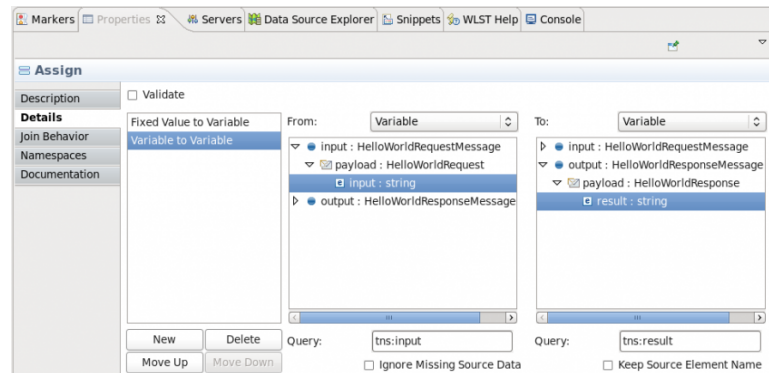 Markers Properties Servers Data Source Explorer Snippets WLST Help Console
Assign
Description
Details
Join Behavior
Namespaces
Documentation
Validate
Fixed Value to Variable
Variable to Variable
New Delete
Move Up Move Down
From: Variable
input : HelloWorldRequestMessage
payload : HelloWorldRequest
input : string
output : HelloWorldResponseMessage
Query: tns:input
Ignore Missing Source Data
To: Variable
input : HelloWorldRequestMessage
output : HelloWorldResponseMessage
payload : HelloWorldResponse
result : string
Query: tns:result
Keep Source Element Name